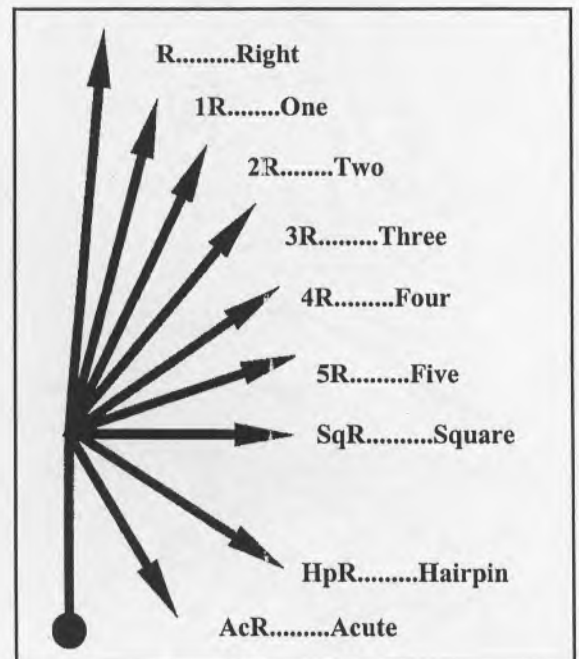 R.........Right
1R........One
2R........Two
3R.........Three
4R.........Four
5R.........Five
SqR..........Square
HpR.........Hairpin
AcR.........Acute